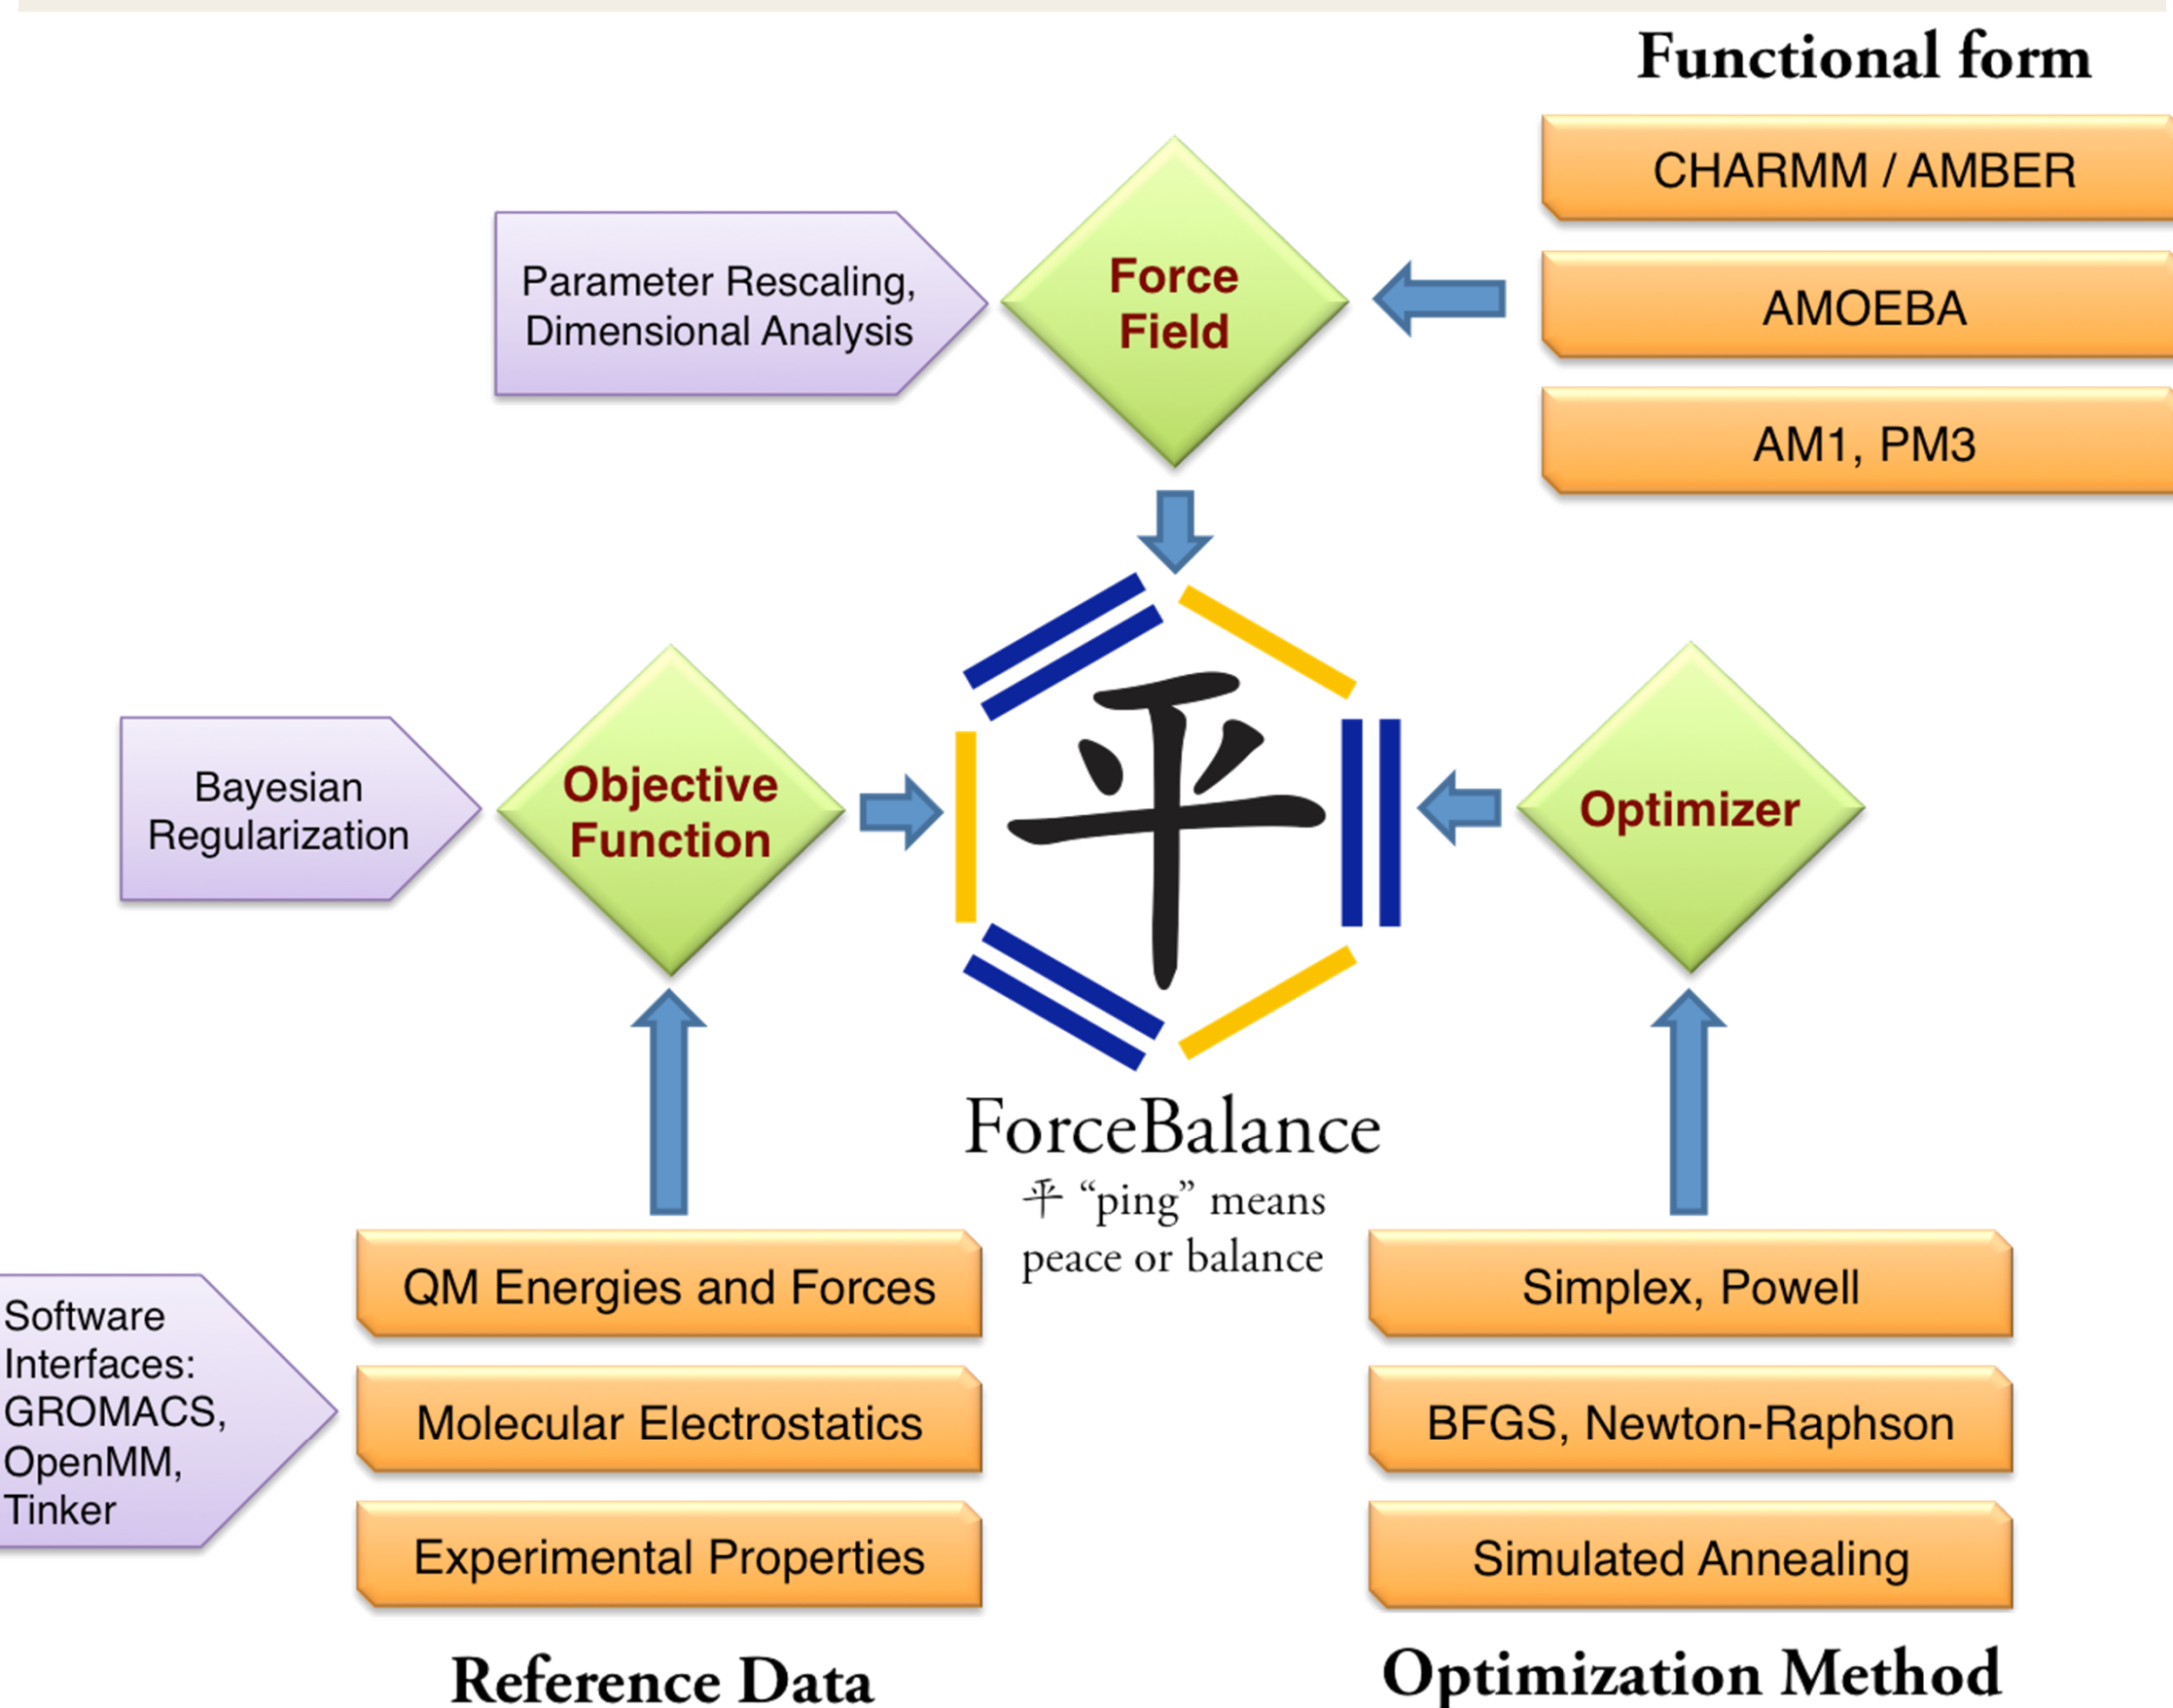 Functional form
CHARMM / AMBER
AMOEBA
AM1, PM3
Parameter Rescaling,
Dimensional Analysis
Force
Field
Bayesian
Regularization
Objective
Function
平
Optimizer
ForceBalance
平 “ping” means
peace or balance
Software
Interfaces:
GROMACS,
OpenMM,
Tinker
QM Energies and Forces
Molecular Electrostatics
Experimental Properties
Reference Data
Simplex, Powell
BFGS, Newton-Raphson
Simulated Annealing
Optimization Method